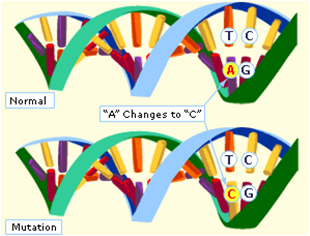 T C
A G
Normal
"A" Changes to "C"
T C
C G
Mutation